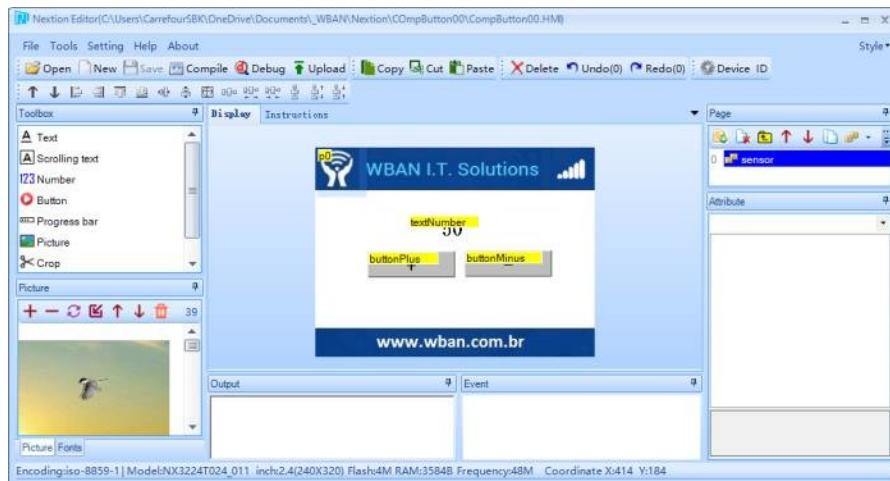 Nextion Editor(C:\Users\CarrefourSBK\OneDrive\Documents\_WBAN\Nextion\COmpButton00\CompButton00.HMI)
File Tools Setting Help About Style
Open New Save Compile Debug Upload Copy Cut Paste Delete Undo(0) Redo(0) Device ID
Toolbox
Text
Scrolling text
123 Number
Button
Progress bar
Picture
Crop
Picture
39
Picture Fonts
Display Instructions
p0
WBAN I.T. Solutions
textNumber
50
buttonPlus buttonMinus
+ -
www.wban.com.br
Output
Event
Page
0 sensor
Attribute
Encoding:iso-8859-1| Model:NX3224T024_011 inch:2.4(240X320) Flash:4M RAM:3584B Frequency:48M Coordinate X:414 Y:184